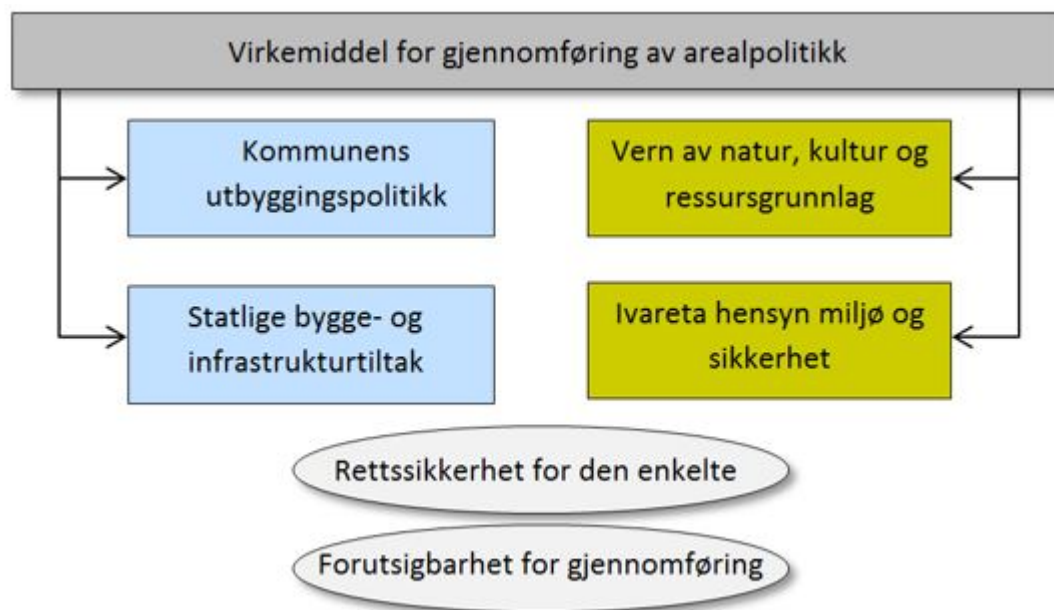 Virkemiddel for gjennomføring av arealpolitikk
Kommunens
utbyggingspolitikk
Vern av natur, kultur og
ressursgrunnlag
Statlige bygge- og
infrastrukturtiltak
Ivareta hensyn miljø og
sikkerhet
Rettssikkerhet for den enkelte
Forutsigbarhet for gjennomføring